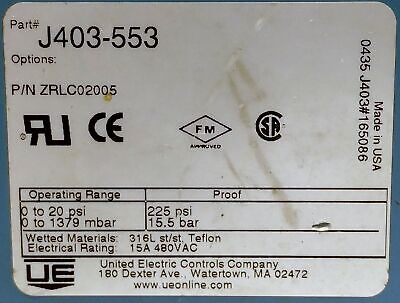 Part#
J403-553
Options:
P/N ZRLC02005
RU CE
FM
APPROVED
SA
Made in USA
0435 J403#165086
Operating Range Proof
0 to 20 psi 225 psi
0 to 1379 mbar 15.5 bar
Wetted Materials: 316L st/st, Teflon
Electrical Rating: 15A 480VAC
UE
United Electric Controls Company
180 Dexter Ave., Watertown, MA 02472
www.ueonline.com